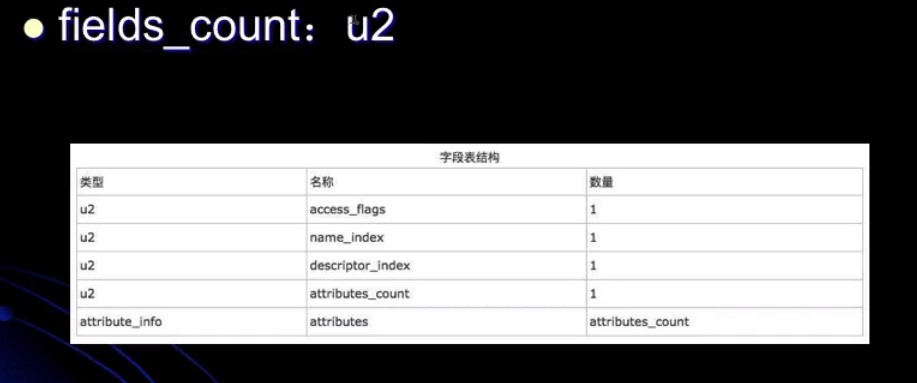 fields_count：u2
字段表结构
类型 名称 数量
u2 access_flags 1
u2 name_index 1
u2 descriptor_index 1
u2 attributes_count 1
attribute_info attributes attributes_count